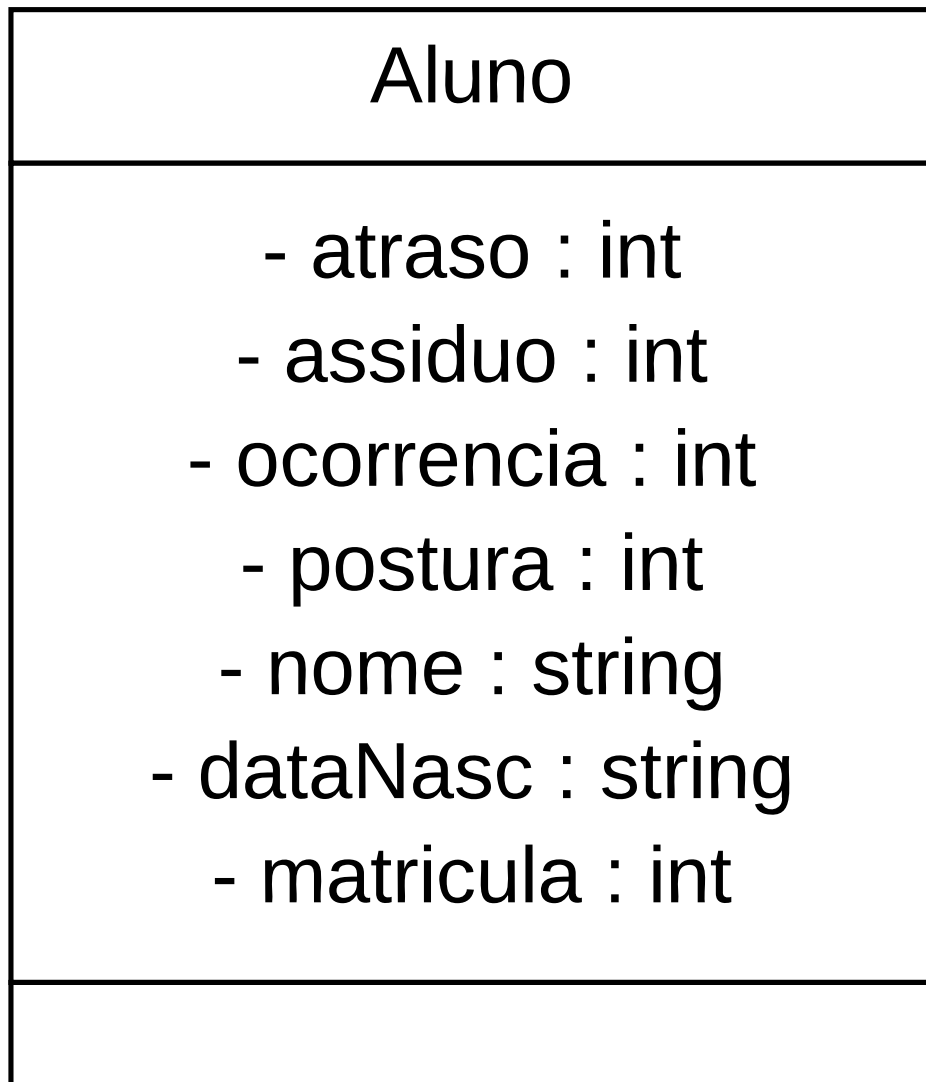 Aluno
- atraso : int
- assiduo : int
- ocorrencia : int
- postura : int
- nome : string
- dataNasc : string
- matricula : int